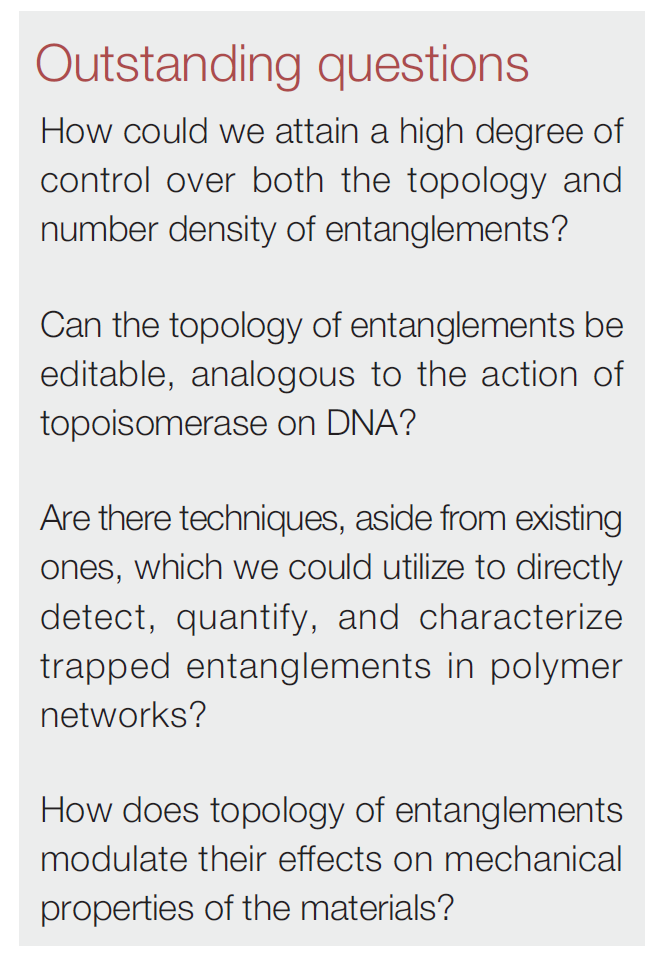 Outstanding questions
How could we attain a high degree of
control over both the topology and
number density of entanglements?
Can the topology of entanglements be
editable, analogous to the action of
topoisomerase on DNA?
Are there techniques, aside from existing
ones, which we could utilize to directly
detect, quantify, and characterize
trapped entanglements in polymer
networks?
How does topology of entanglements
modulate their effects on mechanical
properties of the materials?